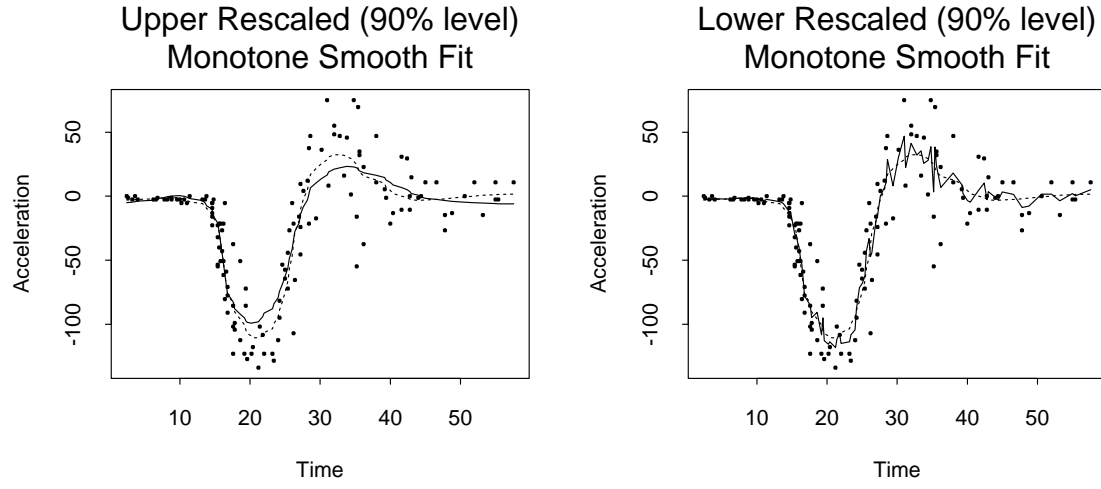 Upper Rescaled (90% level)
Monotone Smooth Fit
Acceleration
50
0
-50
-100
10
20
30
40
50
Time
Lower Rescaled (90% level)
Monotone Smooth Fit
Acceleration
50
0
-50
-100
10
20
30
40
50
Time